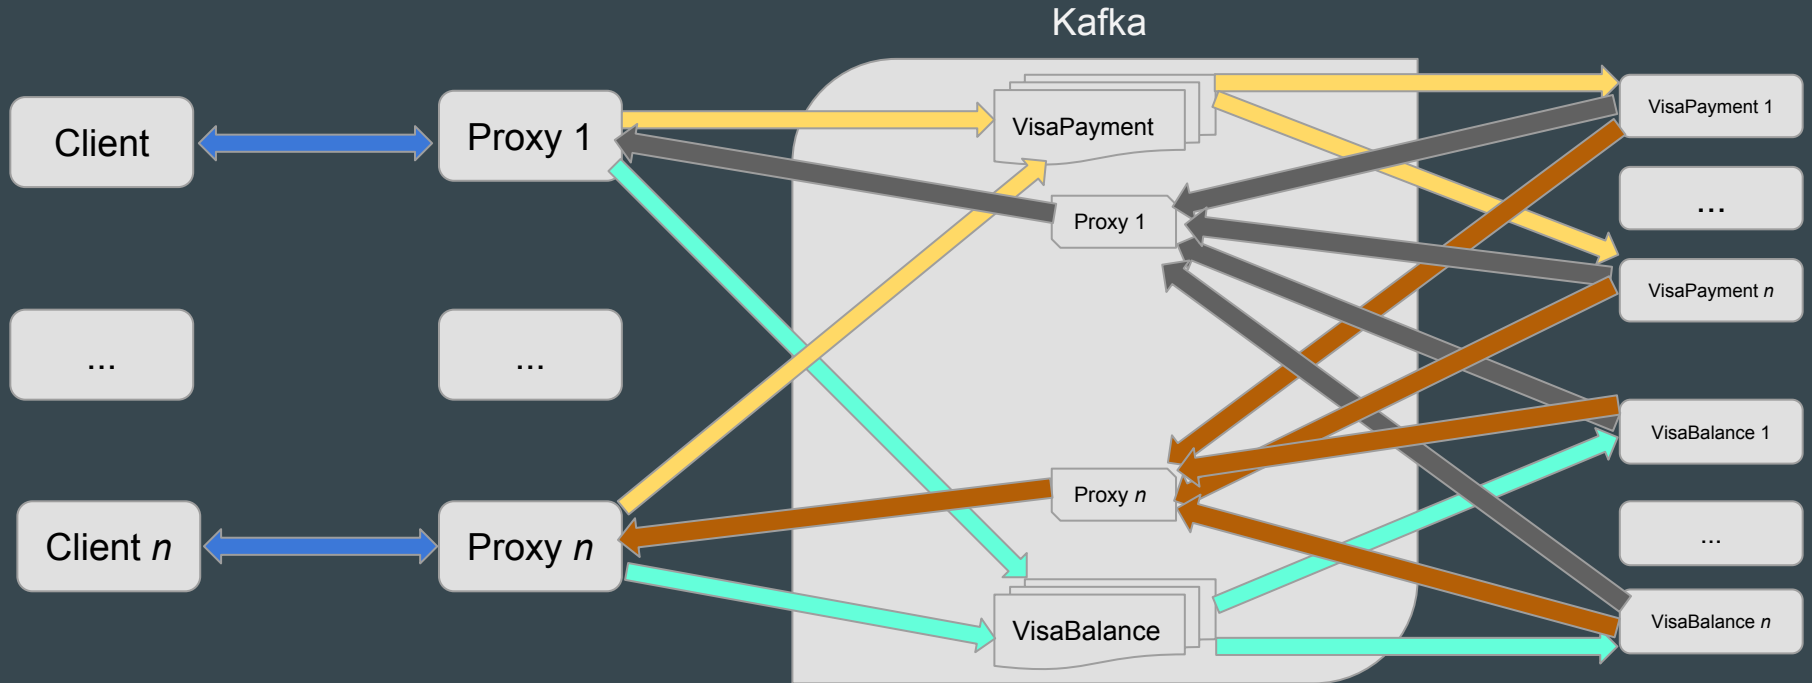 Kafka
Client
Proxy 1
VisaPayment
VisaPayment 1
Proxy 1
...
VisaPayment n
...
...
VisaBalance 1
Client n
Proxy n
Proxy n
...
VisaBalance
VisaBalance n